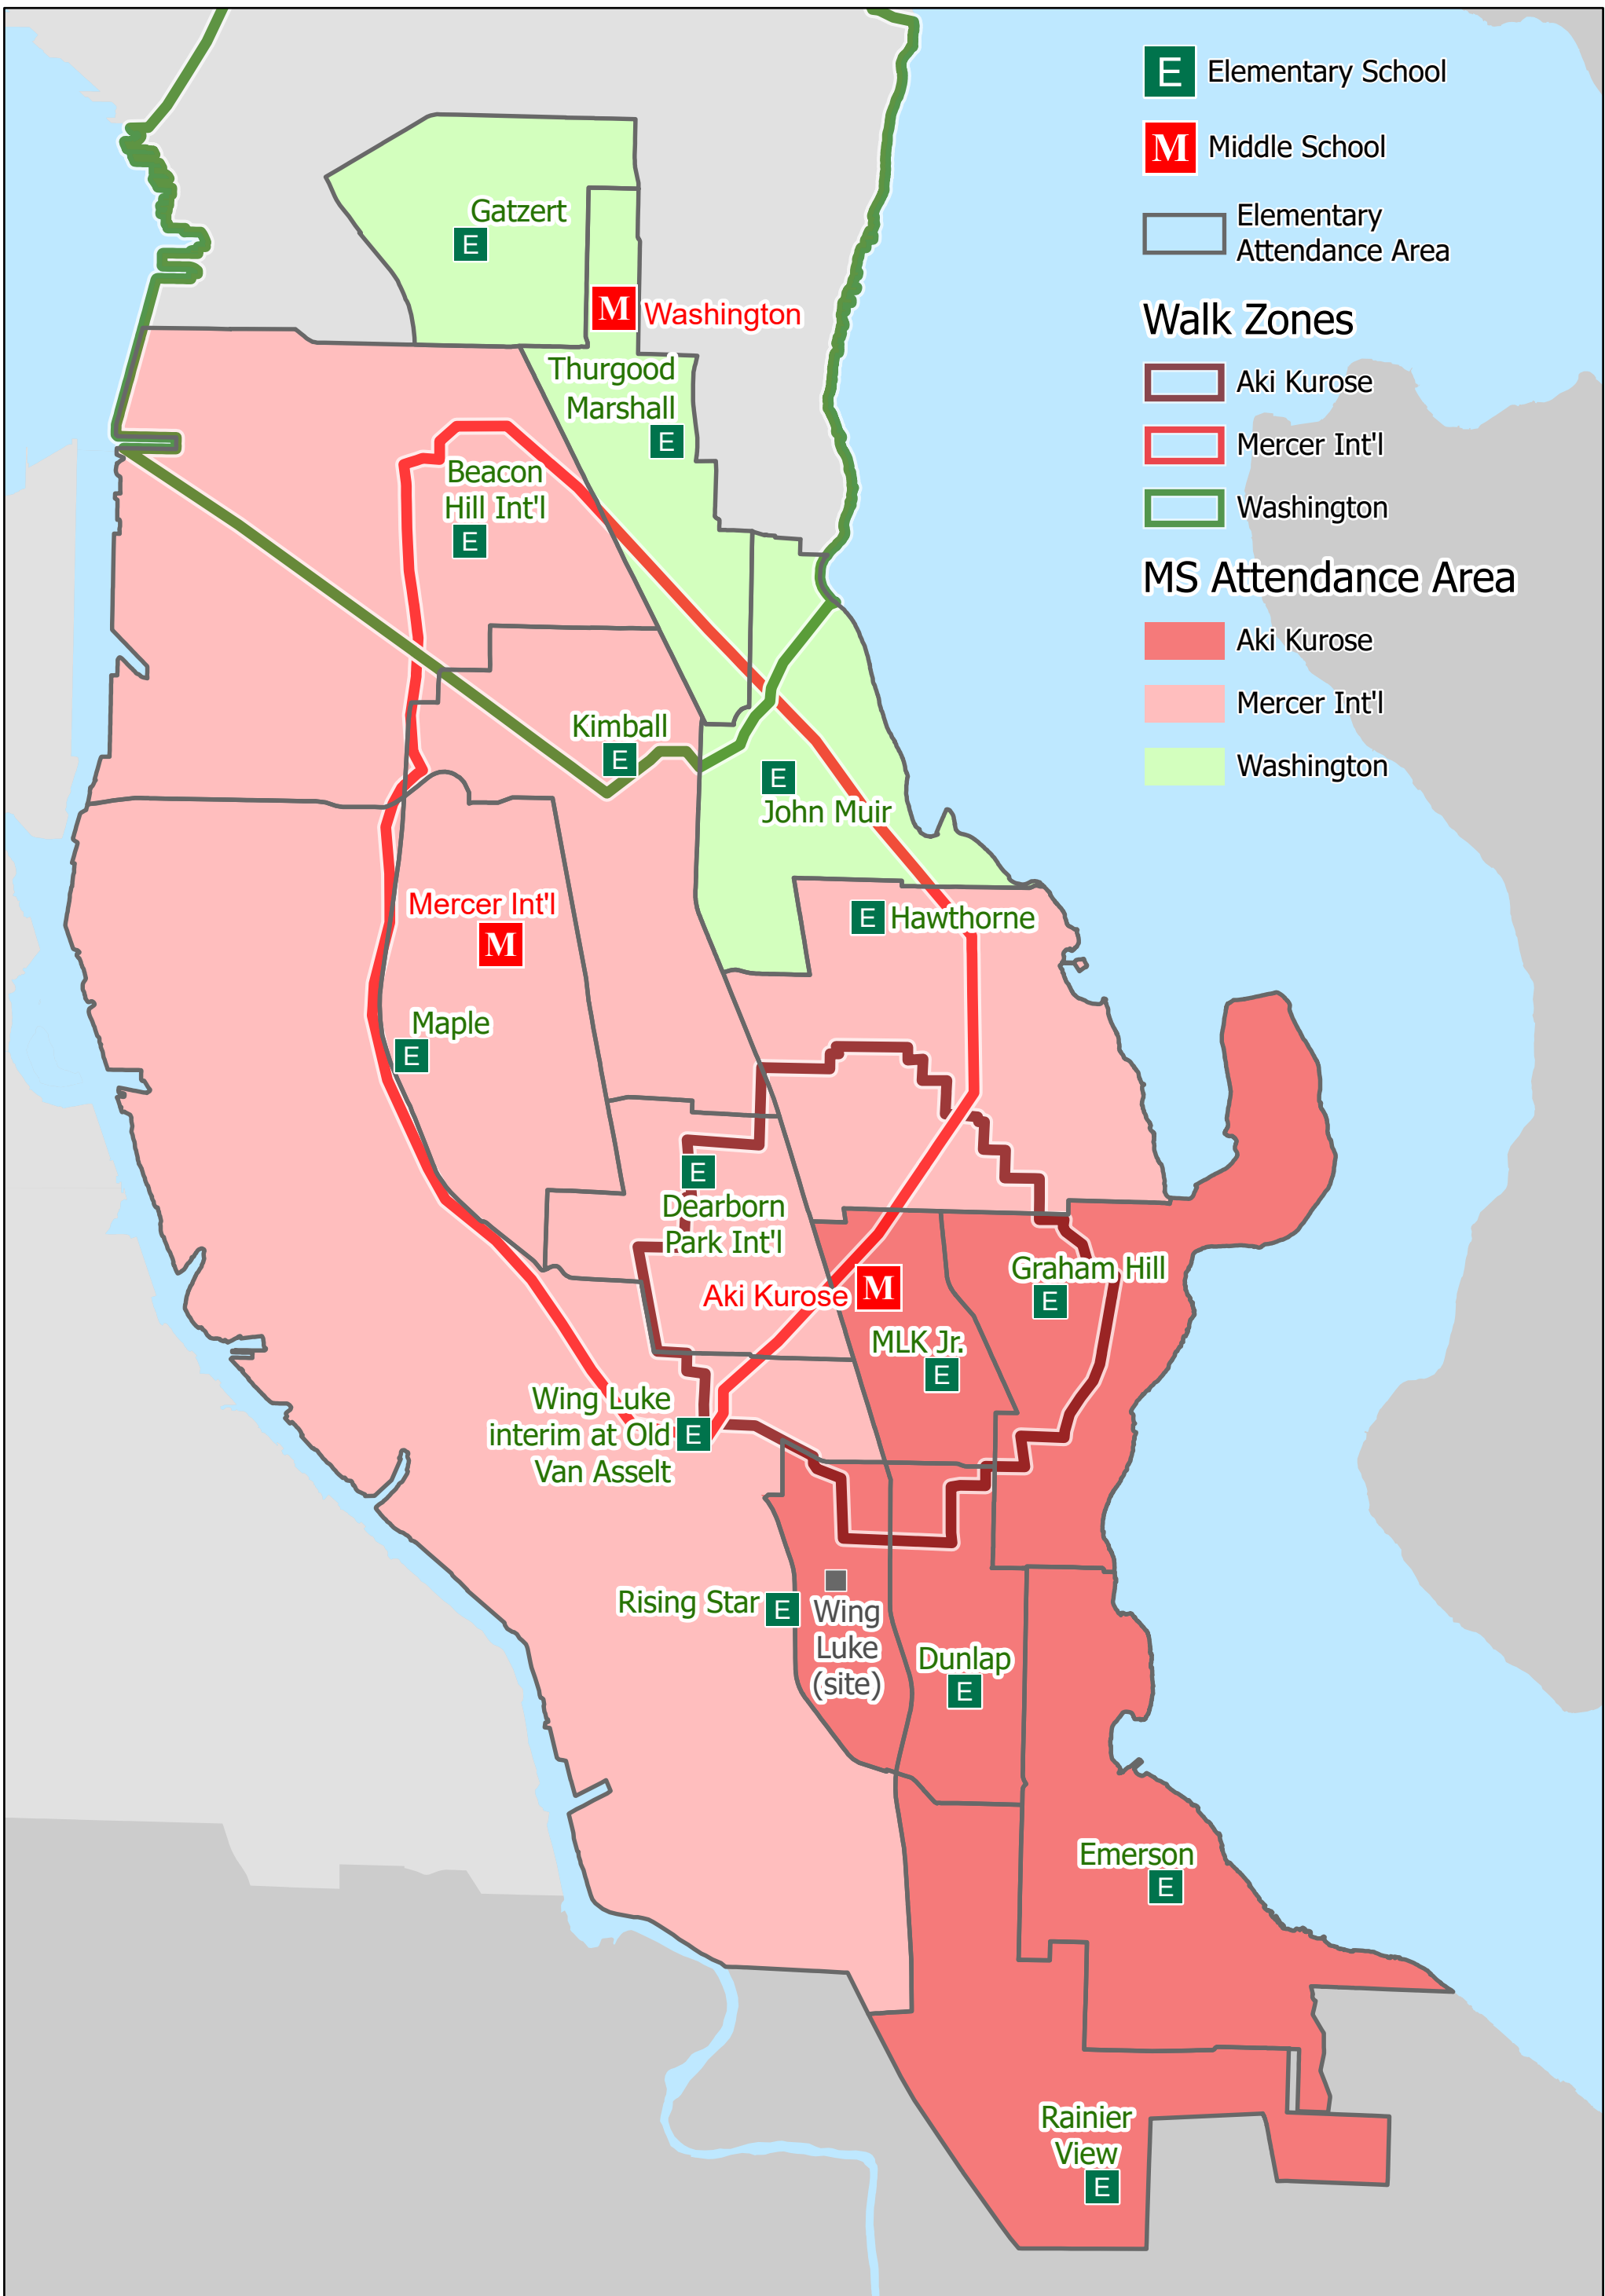 E Elementary School
M Middle School
Elementary
Attendance Area
Walk Zones
Aki Kurose
Mercer Int'l
Washington
MS Attendance Area
Aki Kurose
Mercer Int'l
Washington
Gatzert
E
M Washington
Thurgood
Marshall
E
Beacon
Hill Int'l
E
Kimball
E
E
John Muir
Mercer Int'l
M
E Hawthorne
Maple
E
E
Dearborn
Park Int'l
Graham Hill
E
Aki Kurose M
MLK Jr.
E
Wing Luke
interim at Old E
Van Asselt
Rising Star E
Wing
Luke
(site)
Dunlap
E
Emerson
E
Rainier
View
E